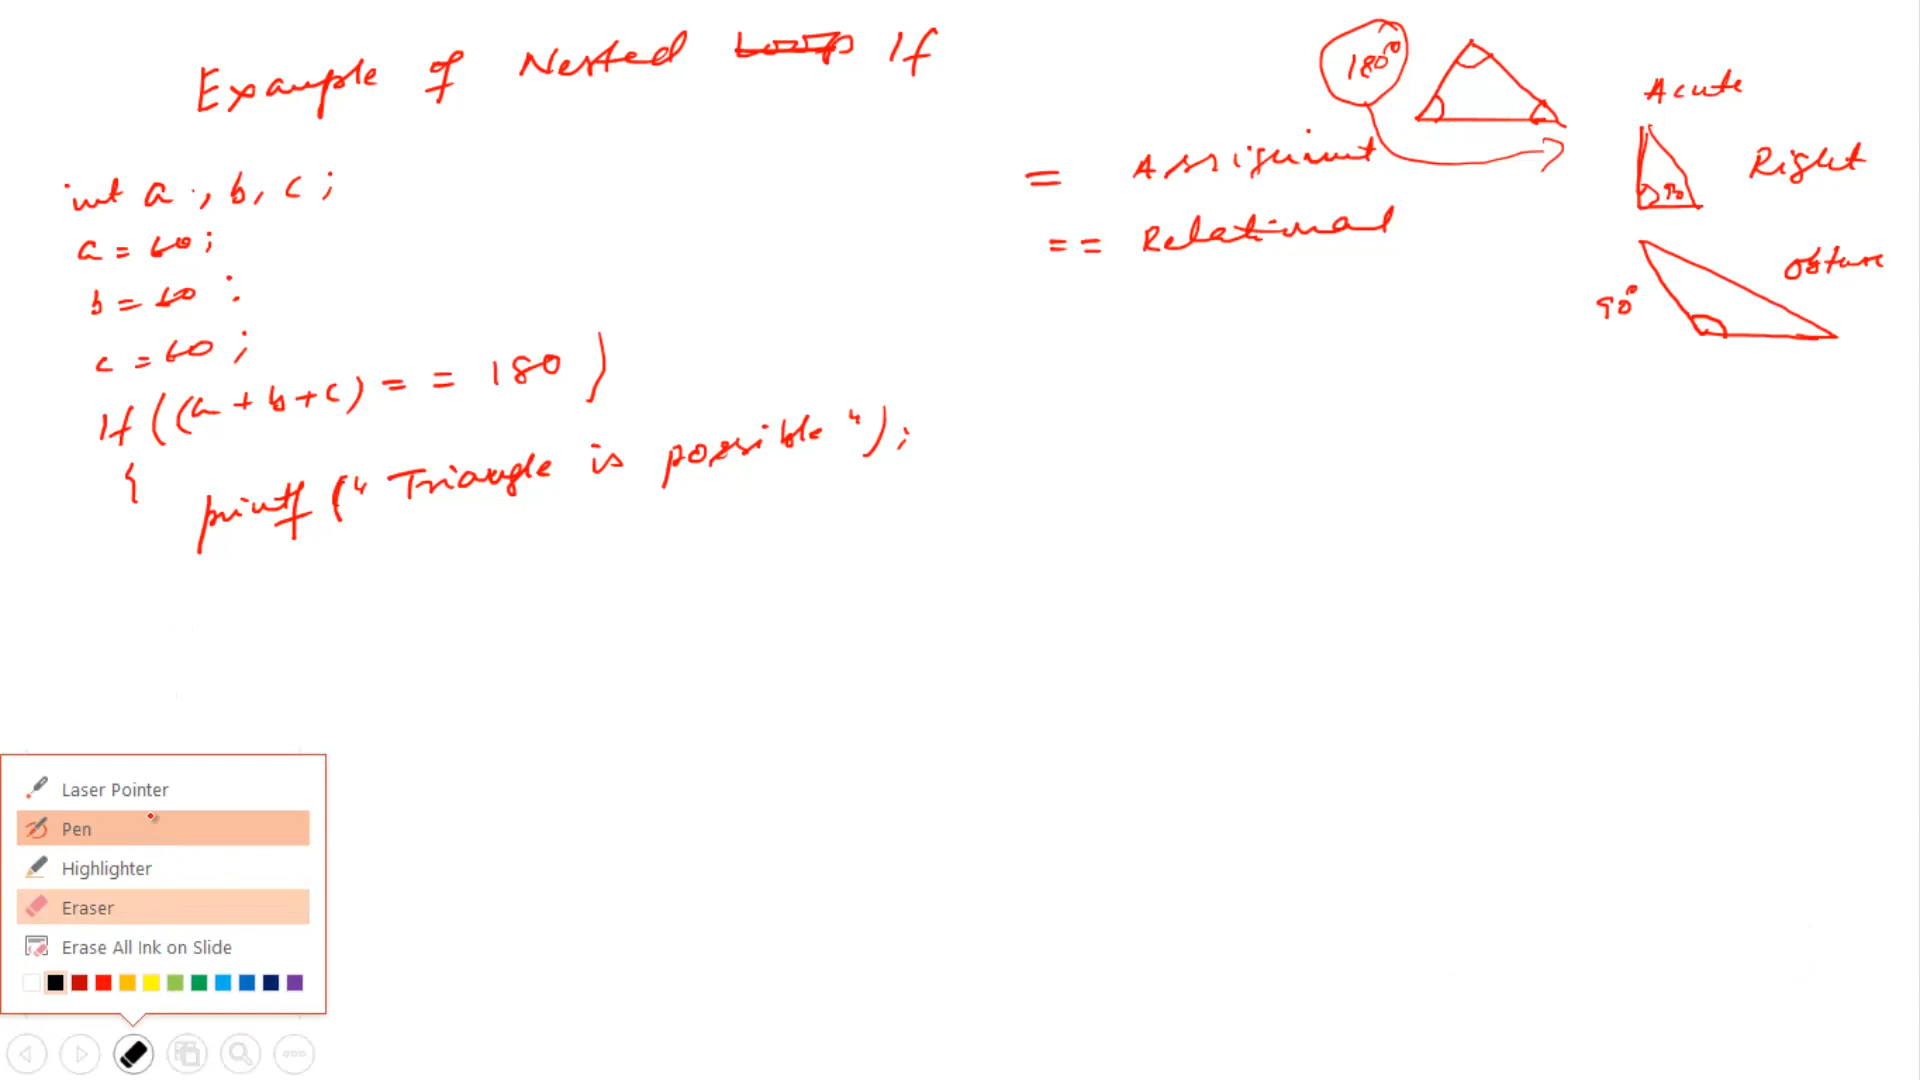 Example of Nested If
int a, b, c;
a = 60;
b = 60 :
c = 60 ;
If ((a + b + c) = = 180 )
{
printf (" Triangle is possible ");
180°
Acute
= Assignment
Right
90
== Relational
Obtuse
90°
Laser Pointer
Pen
Highlighter
Eraser
Erase All Ink on Slide